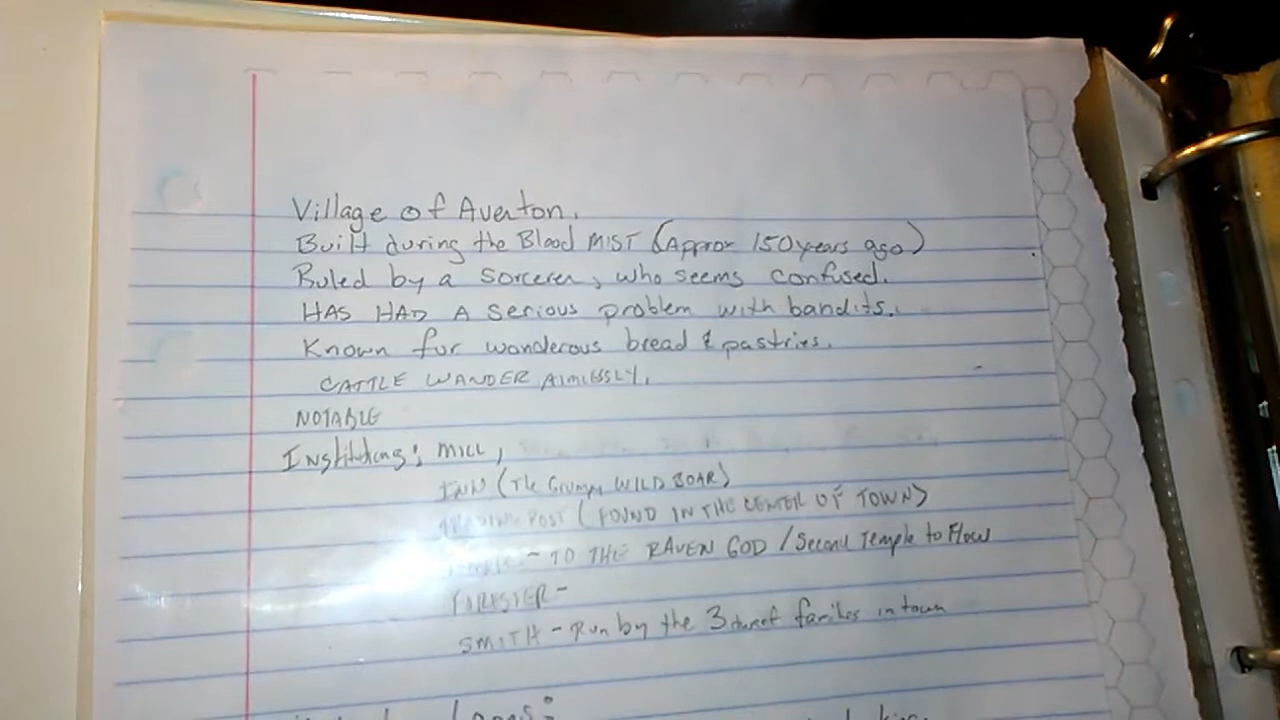 Village of Averton.
Built during the Blood MIST (Approx 150 years ago)
Ruled by a sorcerer, who seems confused.
HAS HAD A serious problem with bandits.
Known for wonderous bread & pastries.
CATTLE WANDER AIMLESSLY.
NOTABLE
Institutions: MILL,
INN (The Grumpy WILD BOAR)
TRADING POST (FOUND IN THE CENTER OF TOWN)
- TO THE RAVEN GOD / Second Temple to Flow
FORESTER -
SMITH - Run by the 3 families in town